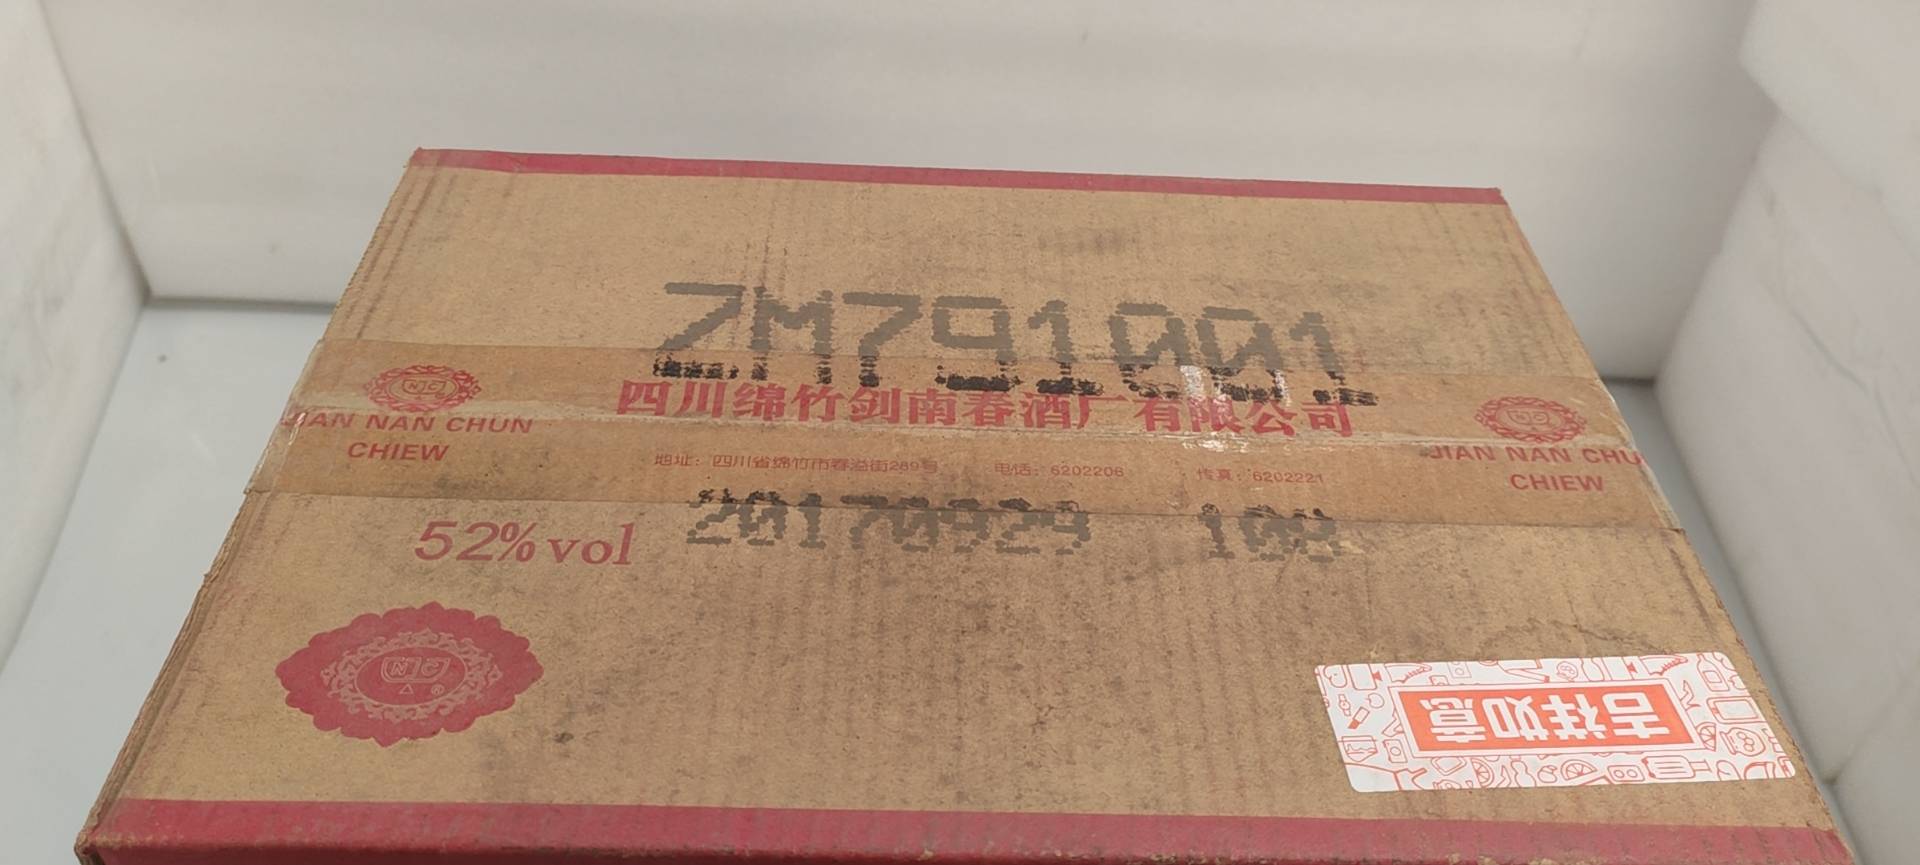 ZM791001
四川绵竹剑南春酒厂有限公司
JIAN NAN CHUN
CHIEW
JIAN NAN CHU
CHIEW
地址：四川省绵竹市春溢街289号 电话：6202206 传真：6202221
20170929 108
52% vol
吉祥如意